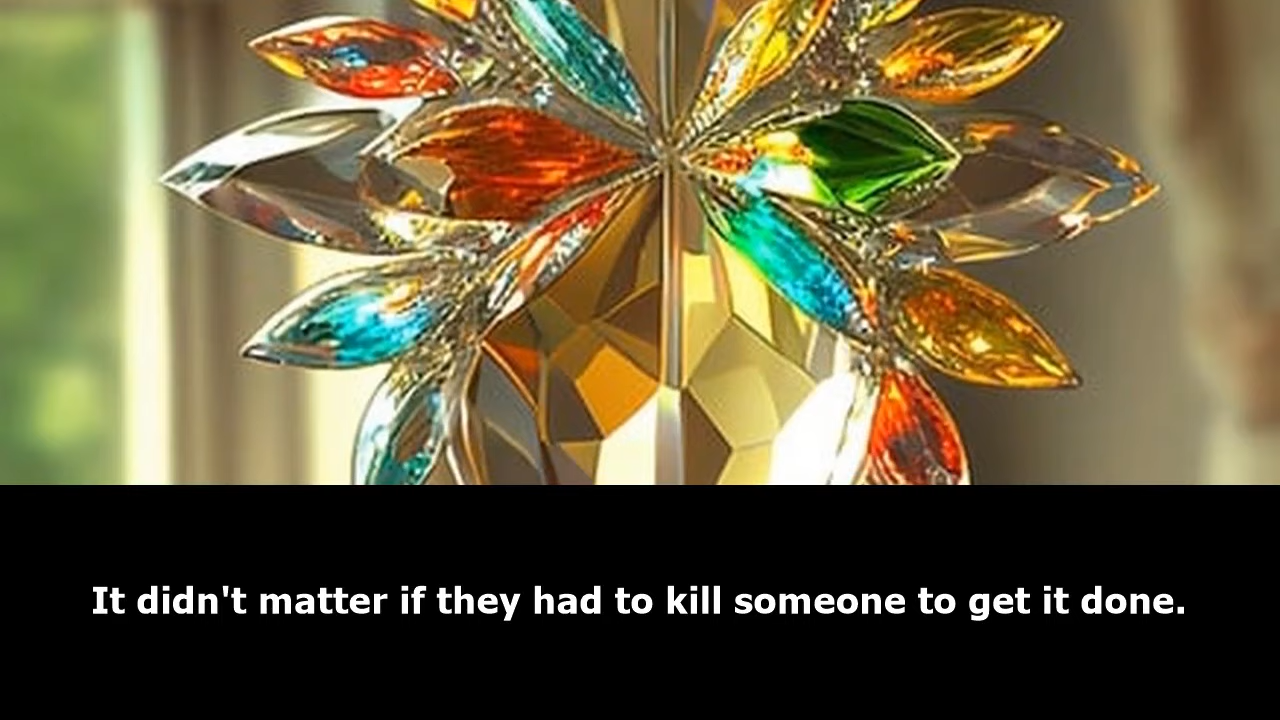 It didn't matter if they had to kill someone to get it done.